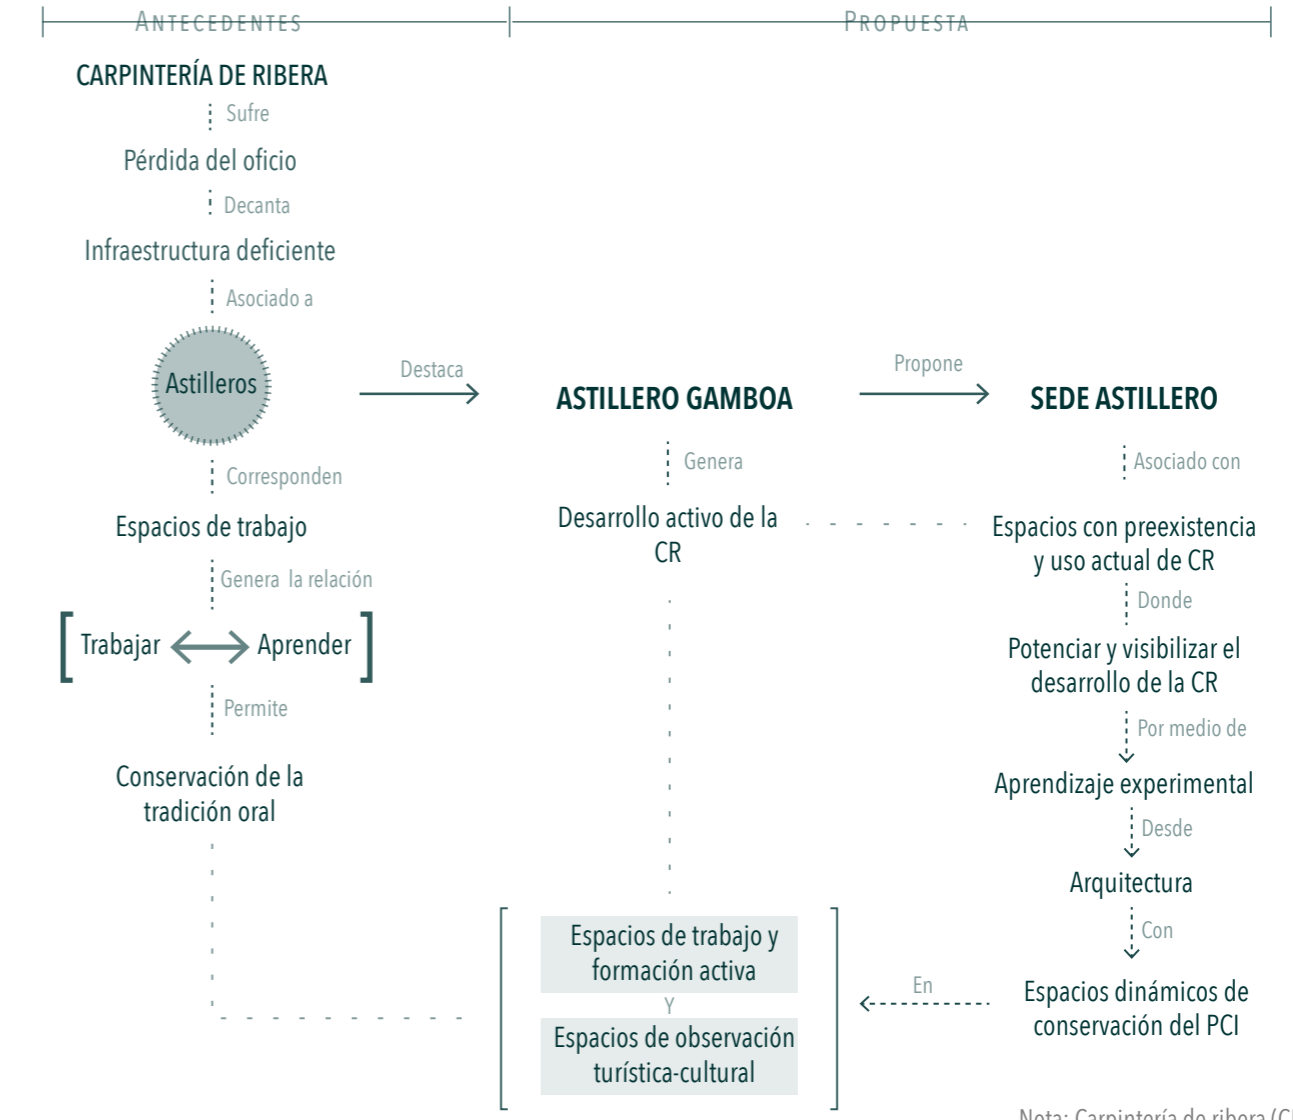 ANTECEDENTES
PROPUESTA
CARPINTERÍA DE RIBERA
Sufre
Pérdida del oficio
Decanta
Infraestructura deficiente
Asociado a
Astilleros
Corresponden
Espacios de trabajo
Genera la relación
[Trabajar Aprender]
Permite
Conservación de la
tradición oral
Destaca
ASTILLERO GAMBOA
Genera
Desarrollo activo de la
CR
Propone
SEDE ASTILLERO
Asociado con
Espacios con preexistencia
y uso actual de CR
Donde
Potenciar y visibilizar el
desarrollo de la CR
Por medio de
Aprendizaje experimental
Desde
Arquitectura
Con
Espacios dinámicos de
conservación del PCI
En
Espacios de trabajo y
formación activa
Y
Espacios de observación
turística-cultural
Nota: Carpintería de ribera